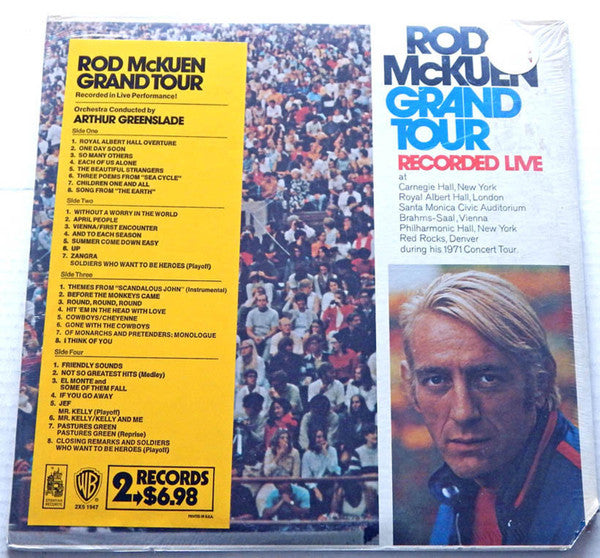 ROD McKUEN
GRAND TOUR
Recorded in Live Performance!
Orchestra Conducted by
ARTHUR GREENSLADE
Side One
1. ROYAL ALBERT HALL OVERTURE
2. ONE DAY SOON
3. SO MANY OTHERS
4. EACH OF US ALONE
5. THE BEAUTIFUL STRANGERS
6. THREE POEMS FROM "SEA CYCLE"
7. CHILDREN ONE AND ALL
8. SONG FROM "THE EARTH"
Side Two
1. WITHOUT A WORRY IN THE WORLD
2. APRIL PEOPLE
3. VIENNA/FIRST ENCOUNTER
4. AND TO EACH SEASON
5. SUMMER COME DOWN EASY
6. UP
7. ZANGRA
SOLDIERS WHO WANT TO BE HEROES (Playoff)
Side Three
1. THEMES FROM "SCANDALOUS JOHN" (Instrumental)
2. BEFORE THE MONKEYS CAME
3. ROUND, ROUND, ROUND
4. HIT 'EM IN THE HEAD WITH LOVE
5. COWBOYS/CHEYENNE
6. GONE WITH THE COWBOYS
7. OF MONARCHS AND PRETENDERS: MONOLOGUE
8. I THINK OF YOU
Side Four
1. FRIENDLY SOUNDS
2. NOT SO GREATEST HITS (Medley)
3. EL MONTE and
SOME OF THEM FALL
4. IF YOU GO AWAY
5. JEF
MR. KELLY (Playoff)
6. MR. KELLY/KELLY AND ME
7. PASTURES GREEN
PASTURES GREEN (Reprise)
8. CLOSING REMARKS AND SOLDIERS
WHO WANT TO BE HEROES (Playoff)
STANYAN
RECORDS
WB
2XS 1947
2 RECORDS
$6.98
PRINTED IN U.S.A.
ROD
McKUEN
GRAND
TOUR
RECORDED LIVE
at
Carnegie Hall, New York
Royal Albert Hall, London
Santa Monica Civic Auditorium
Brahms-Saal, Vienna
Philharmonic Hall, New York
Red Rocks, Denver
during his 1971 Concert Tour.